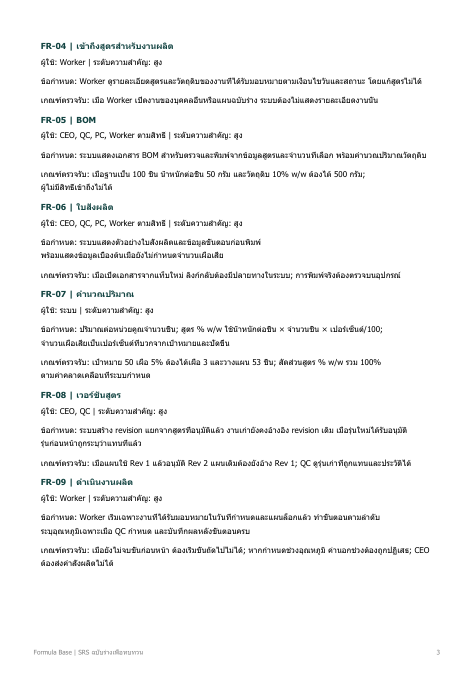 FR-04 | เข้าถึงสูตรสำหรับงานผลิต
ผู้ใช้: Worker | ระดับความสำคัญ: สูง
ข้อกำหนด: Worker ดูรายละเอียดสูตรและวัตถุดิบของงานที่ได้รับมอบหมายตามเงื่อนไขวันและสถานะ โดยแก้สูตรไม่ได้
เกณฑ์ตรวจรับ: เมื่อ Worker เปิดงานของบุคคลอื่นหรือแผนฉบับร่าง ระบบต้องไม่แสดงรายละเอียดงานนั้น
FR-05 | BOM
ผู้ใช้: CEO, QC, PC, Worker ตามสิทธิ์ | ระดับความสำคัญ: สูง
ข้อกำหนด: ระบบแสดงเอกสาร BOM สำหรับตรวจและพิมพ์จากข้อมูลสูตรและจำนวนที่เลือก พร้อมคำนวณปริมาณวัตถุดิบ
เกณฑ์ตรวจรับ: เมื่อฐานเป็น 100 ชิ้น น้ำหนักต่อชิ้น 50 กรัม และวัตถุดิบ 10% w/w ต้องได้ 500 กรัม;
ผู้ไม่มีสิทธิ์เข้าถึงไม่ได้
FR-06 | ใบสั่งผลิต
ผู้ใช้: CEO, QC, PC, Worker ตามสิทธิ์ | ระดับความสำคัญ: สูง
ข้อกำหนด: ระบบแสดงตัวอย่างใบสั่งผลิตและข้อมูลขั้นตอนก่อนพิมพ์
พร้อมแสดงข้อมูลเบื้องต้นเมื่อยังไม่กำหนดจำนวนเผื่อเสีย
เกณฑ์ตรวจรับ: เมื่อเปิดเอกสารจากแท็บใหม่ ลิงก์กลับต้องมีปลายทางในระบบ; การพิมพ์จริงต้องตรวจบนอุปกรณ์
FR-07 | คำนวณปริมาณ
ผู้ใช้: ระบบ | ระดับความสำคัญ: สูง
ข้อกำหนด: ปริมาณต่อหน่วยคูณจำนวนชิ้น; สูตร % w/w ใช้น้ำหนักต่อชิ้น × จำนวนชิ้น × เปอร์เซ็นต์/100;
จำนวนเผื่อเสียเป็นเปอร์เซ็นต์ที่บวกจากเป้าหมายและปัดขึ้น
เกณฑ์ตรวจรับ: เป้าหมาย 50 เผื่อ 5% ต้องได้เผื่อ 3 และวางแผน 53 ชิ้น; สัดส่วนสูตร % w/w รวม 100%
ตามค่าคลาดเคลื่อนที่ระบบกำหนด
FR-08 | เวอร์ชันสูตร
ผู้ใช้: CEO, QC | ระดับความสำคัญ: สูง
ข้อกำหนด: ระบบสร้าง revision แยกจากสูตรที่อนุมัติแล้ว งานเก่ายังคงอ้างอิง revision เดิม เมื่อรุ่นใหม่ได้รับอนุมัติ
รุ่นก่อนหน้าถูกระบุว่าแทนที่แล้ว
เกณฑ์ตรวจรับ: เมื่อแผนใช้ Rev 1 แล้วอนุมัติ Rev 2 แผนเดิมต้องยังอ้าง Rev 1; QC ดูรุ่นเก่าที่ถูกแทนและประวัติได้
FR-09 | ดำเนินงานผลิต
ผู้ใช้: Worker | ระดับความสำคัญ: สูง
ข้อกำหนด: Worker เริ่มเฉพาะงานที่ได้รับมอบหมายในวันที่กำหนดและแผนล็อกแล้ว ทำขั้นตอนตามลำดับ
ระบุอุณหภูมิเฉพาะเมื่อ QC กำหนด และบันทึกผลหลังขั้นตอนครบ
เกณฑ์ตรวจรับ: เมื่อยังไม่จบขั้นก่อนหน้า ต้องเริ่มขั้นถัดไปไม่ได้; หากกำหนดช่วงอุณหภูมิ ค่านอกช่วงต้องถูกปฏิเสธ; CEO
ต้องส่งคำสั่งผลิตไม่ได้
Formula Base | SRS ฉบับร่างเพื่อทบทวน
3